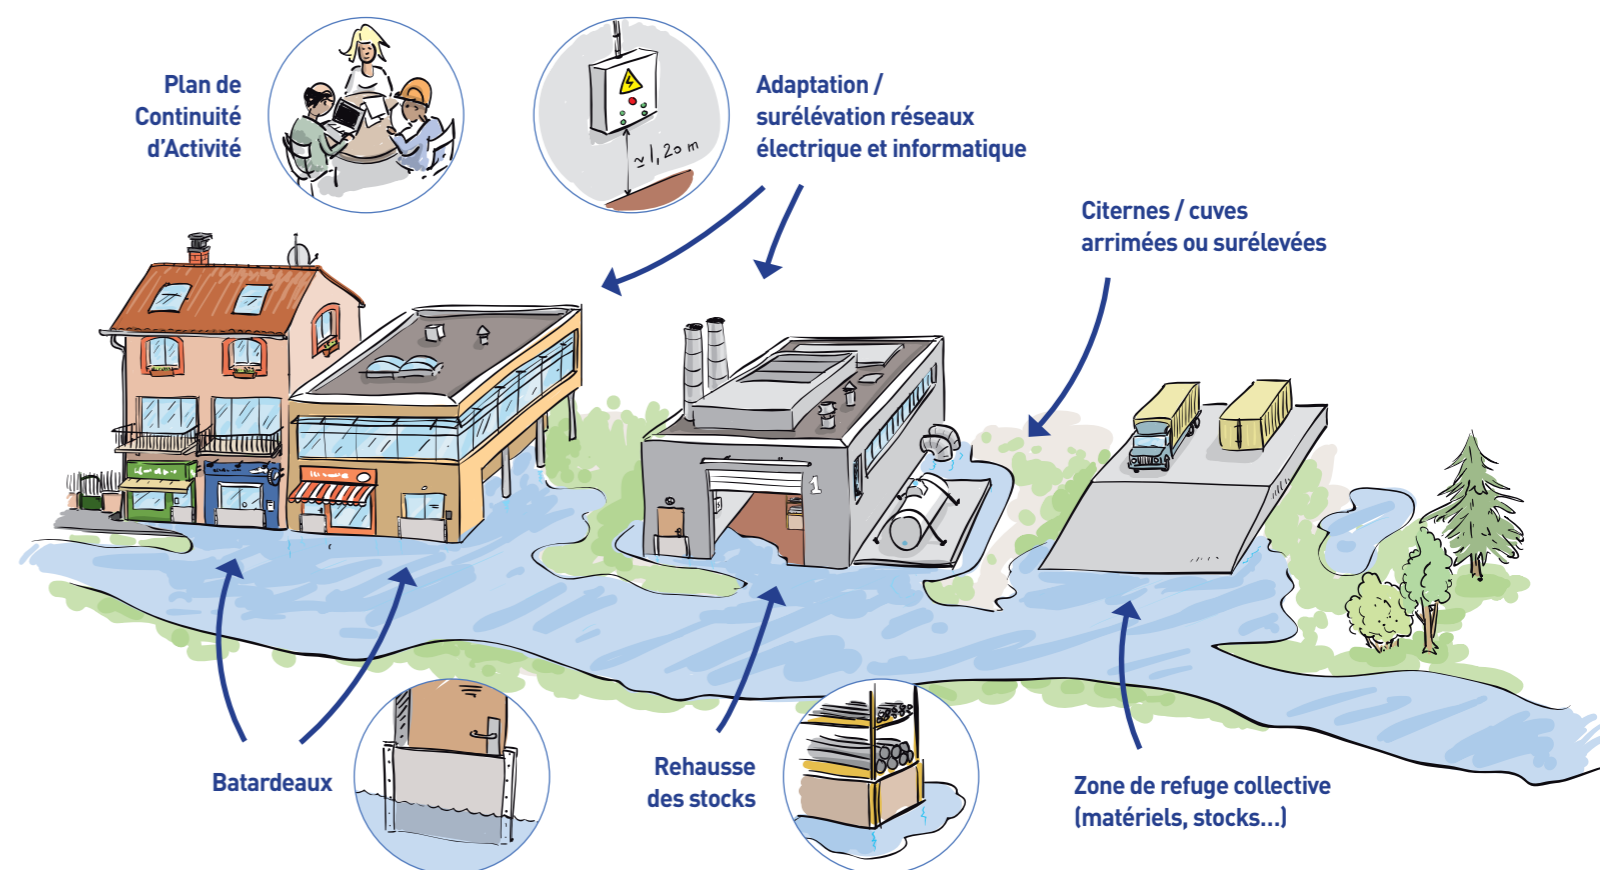 Plan de
Continuité
d'Activité
≃1,20 m
Adaptation /
surélévation réseaux
électrique et informatique
Citernes / cuves
arrimées ou surélevées
1
Batardeaux
Rehausse
des stocks
Zone de refuge collective
(matériels, stocks...)